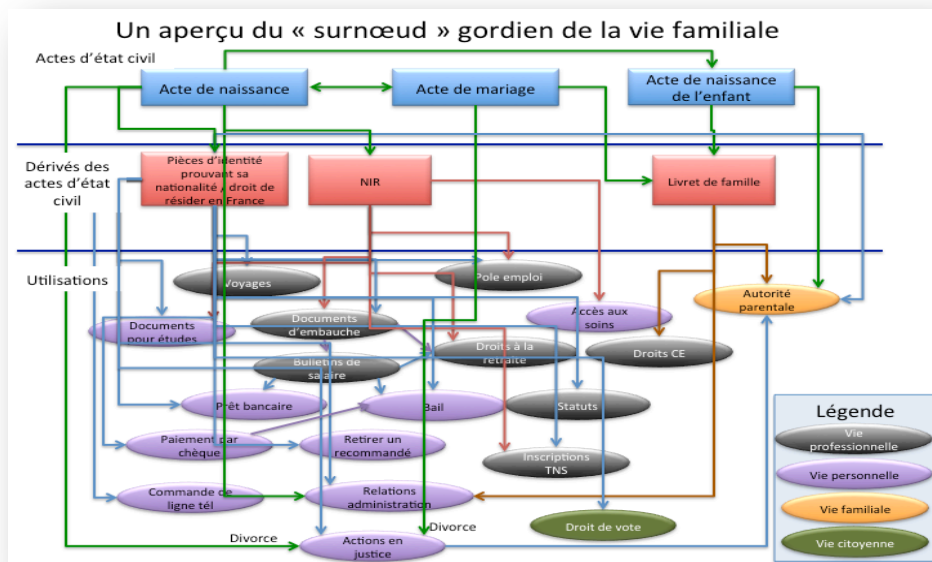 Un aperçu du « surnœud » gordien de la vie familiale
Actes d'état civil
Acte de naissance
Acte de mariage
Acte de naissance
de l'enfant
Dérivés des
actes d'état
civil
Pièces d'identité
prouvant sa
nationalité / droit de
résider en France
NIR
Livret de famille
Utilisations
Voyages
Pole emploi
Autorité
parentale
Documents
pour études
Documents
d'embauche
Accès aux
soins
Droits à la
retraite
Droits CE
Bulletins de
salaire
Prêt bancaire
Bail
Statuts
Paiement par
chèque
Retirer un
recommandé
Inscriptions
TNS
Commande de
ligne tél
Relations
administration
Droit de vote
Divorce
Divorce
Actions en
justice
Légende
Vie
professionnelle
Vie personnelle
Vie familiale
Vie citoyenne